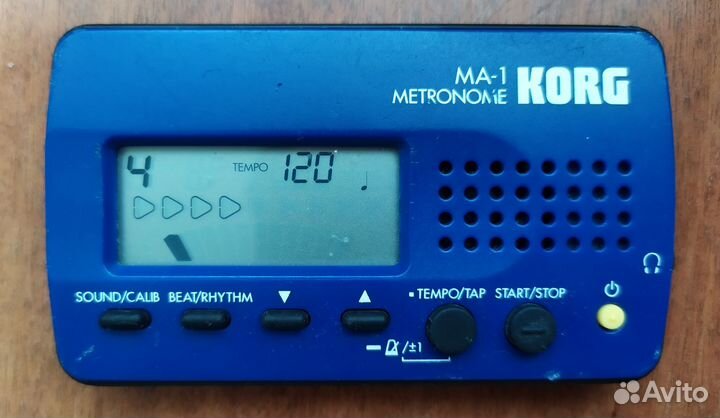 MA-1
METRONOME KORG
4 TEMPO 120
SOUND/CALIB BEAT/RHYTHM ▼ ▲ TEMPO/TAP START/STOP
/±1
Avito